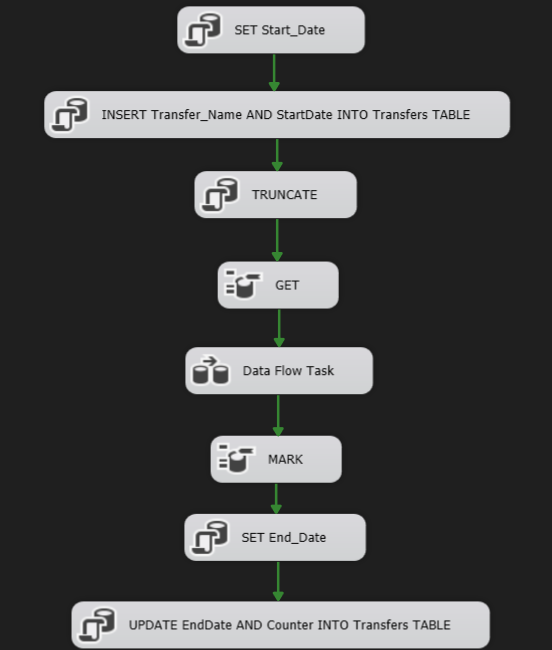 SET Start_Date
INSERT Transfer_Name AND StartDate INTO Transfers TABLE
TRUNCATE
GET
Data Flow Task
MARK
SET End_Date
UPDATE EndDate AND Counter INTO Transfers TABLE